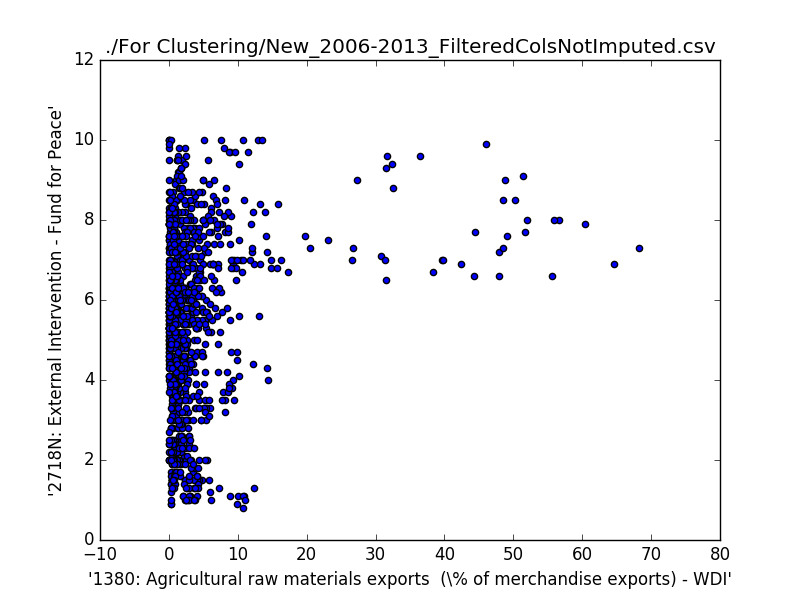 ./For Clustering/New_2006-2013_FilteredColsNotImputed.csv
12
10
8
6
4
2
0
'2718N: External Intervention - Fund for Peace'
−10 0 10 20 30 40 50 60 70 80
'1380: Agricultural raw materials exports  (\% of merchandise exports) - WDI'